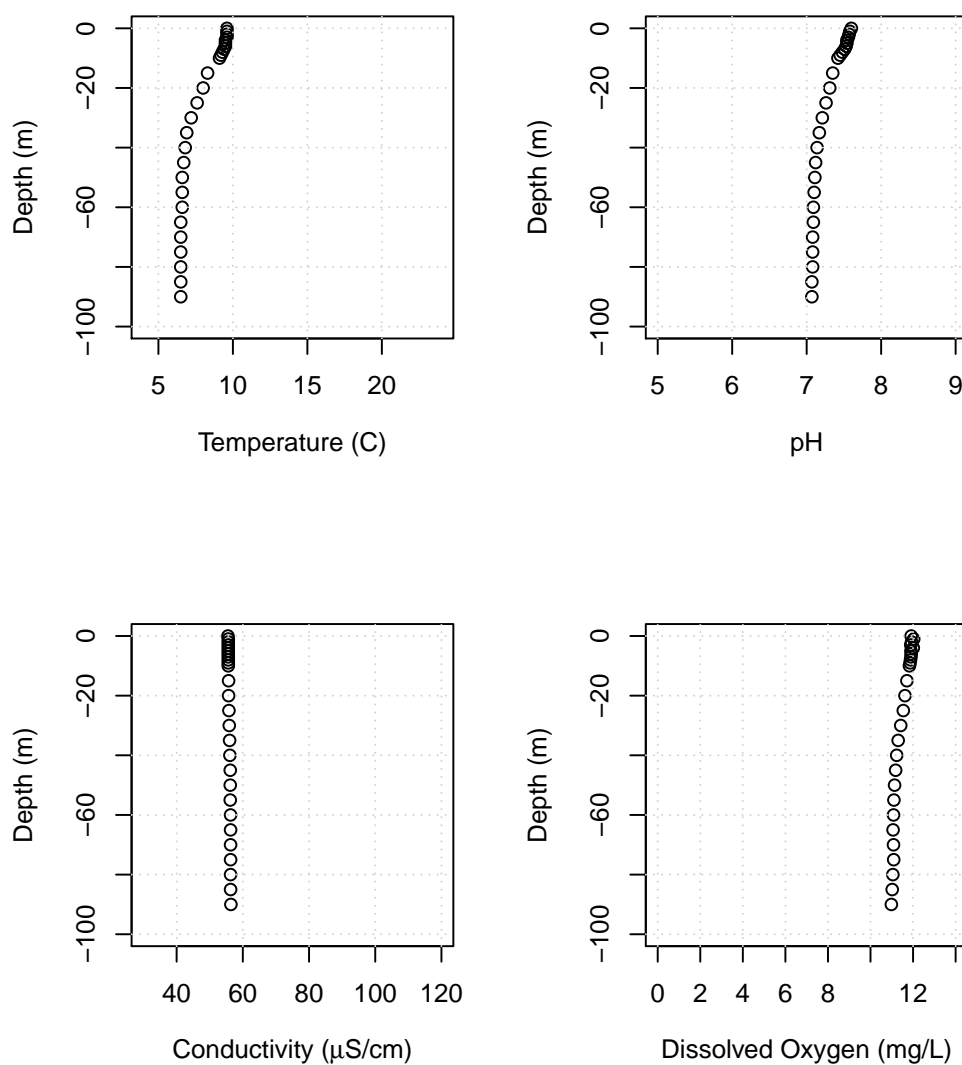 0
−20
−60
−100
Depth (m)
5 10 15 20
Temperature (C)
0
−20
−60
−100
Depth (m)
5 6 7 8 9
pH
0
−20
−60
−100
Depth (m)
40 60 80 100 120
Conductivity (μS/cm)
0
−20
−60
−100
Depth (m)
0 2 4 6 8 12
Dissolved Oxygen (mg/L)